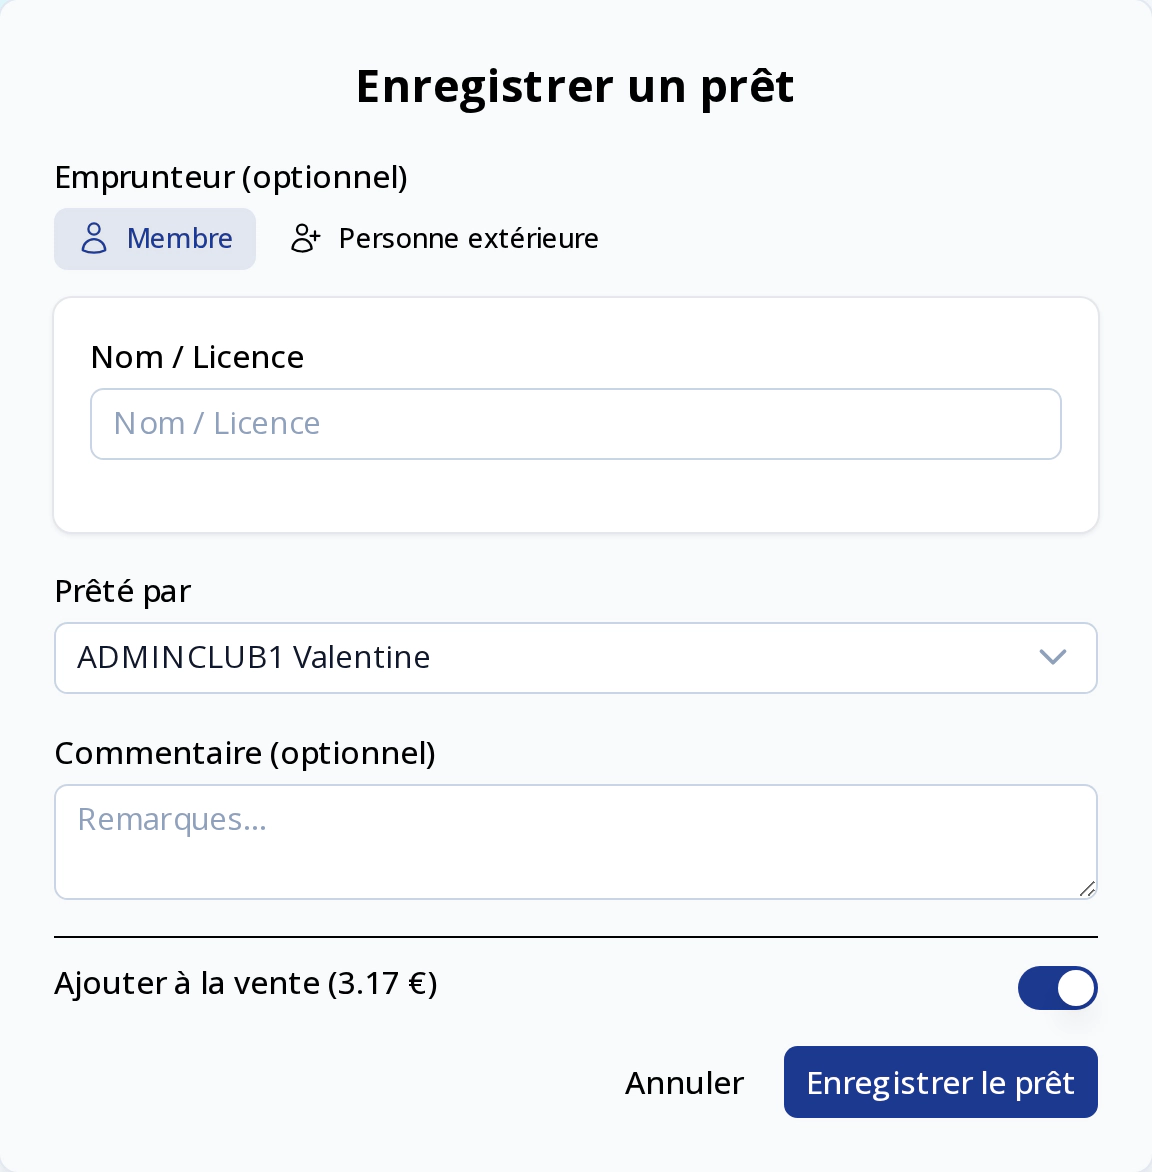 Enregistrer un prêt
Emprunteur (optionnel)
Membre
Personne extérieure
Nom / Licence
Nom / Licence
Prêté par
ADMINCLUB1 Valentine
Commentaire (optionnel)
Remarques...
Ajouter à la vente (3.17 €)
Annuler
Enregistrer le prêt